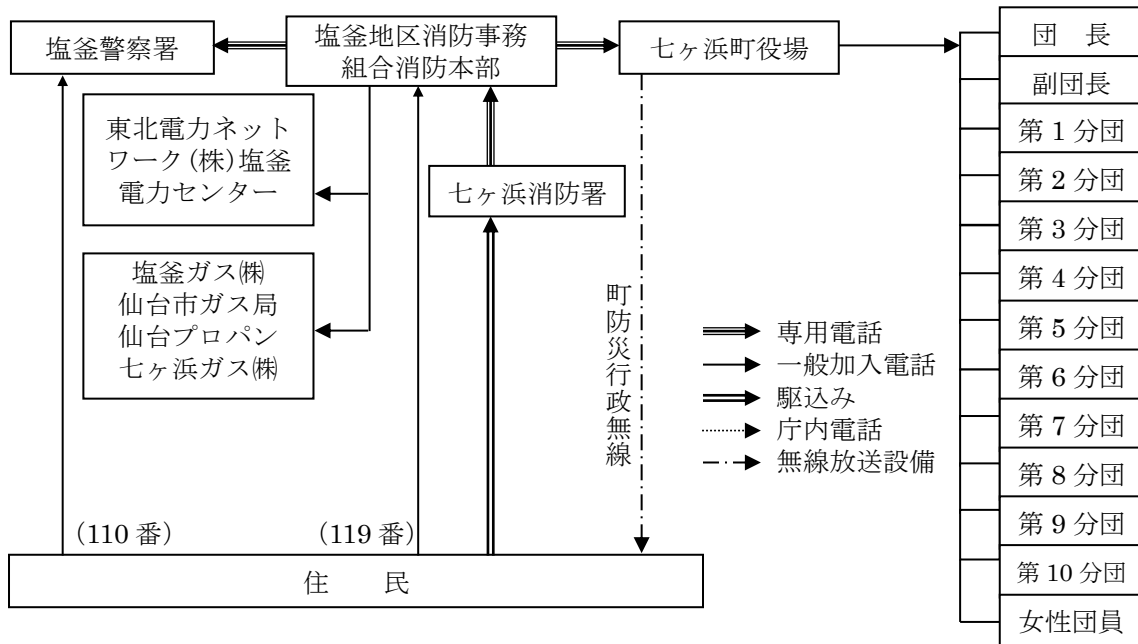 塩釜警察署
塩釜地区消防事務
組合消防本部
七ヶ浜町役場
団　長
副団長
第 1 分団
第 2 分団
第 3 分団
第 4 分団
第 5 分団
第 6 分団
第 7 分団
第 8 分団
第 9 分団
第 10 分団
女性団員
東北電力ネット
ワーク(株)塩釜
電力センター
七ヶ浜消防署
塩釜ガス㈱
仙台市ガス局
仙台プロパン
七ヶ浜ガス㈱
町防災行政無線
専用電話
一般加入電話
駆込み
庁内電話
無線放送設備
(110 番)
(119 番)
住　　民